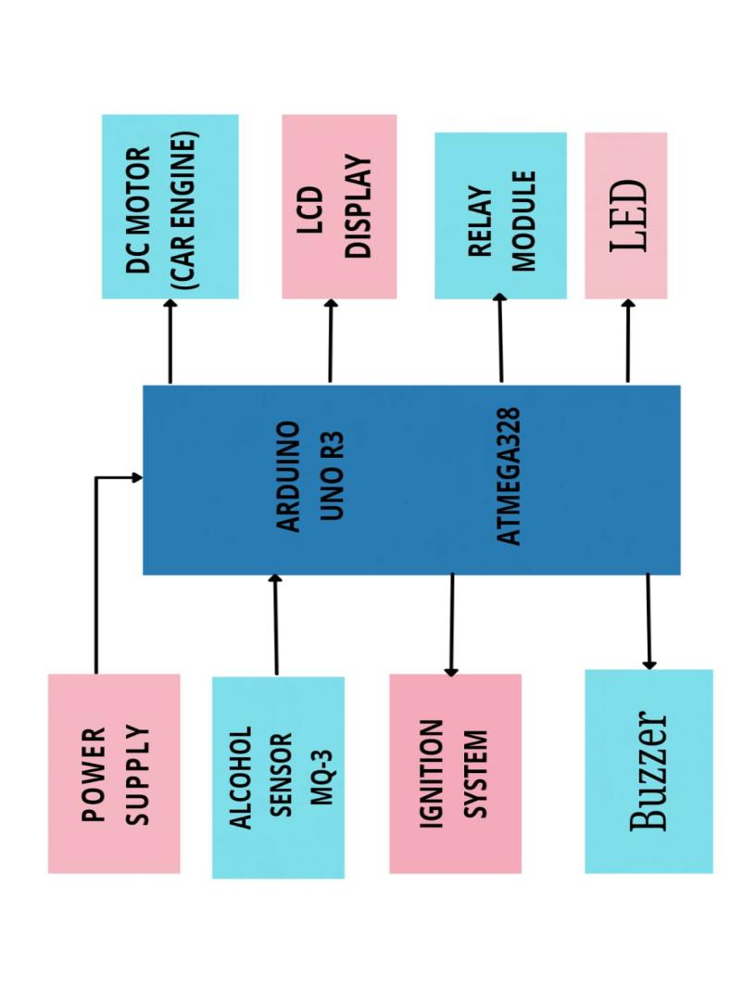 POWER
SUPPLY
ALCOHOL
SENSOR
MQ-3
IGNITION
SYSTEM
Buzzer
ARDUINO
UNO R3
ATMEGA328
DC MOTOR
(CAR ENGINE)
LCD
DISPLAY
RELAY
MODULE
LED